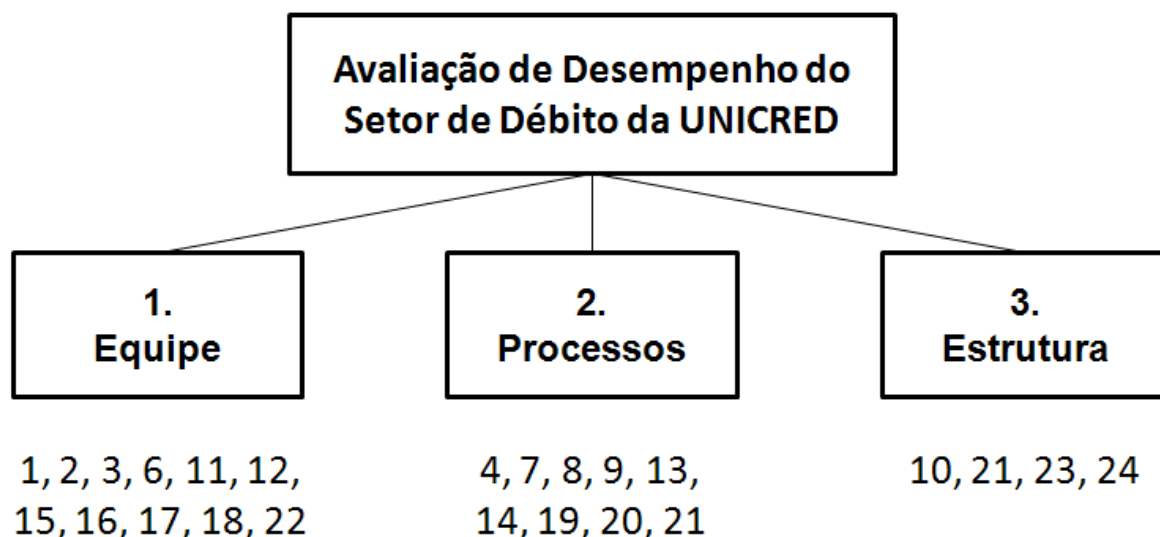 Avaliação de Desempenho do
Setor de Débito da UNICRED
1.
Equipe
2.
Processos
3.
Estrutura
1, 2, 3, 6, 11, 12,
15, 16, 17, 18, 22
4, 7, 8, 9, 13,
14, 19, 20, 21
10, 21, 23, 24